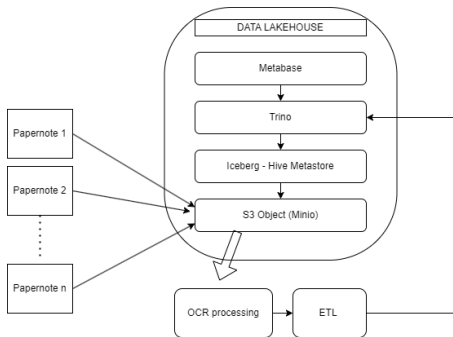 DATA LAKEHOUSE
Metabase
Trino
Iceberg - Hive Metastore
S3 Object (Minio)
Papernote 1
Papernote 2
Papernote n
OCR processing
ETL